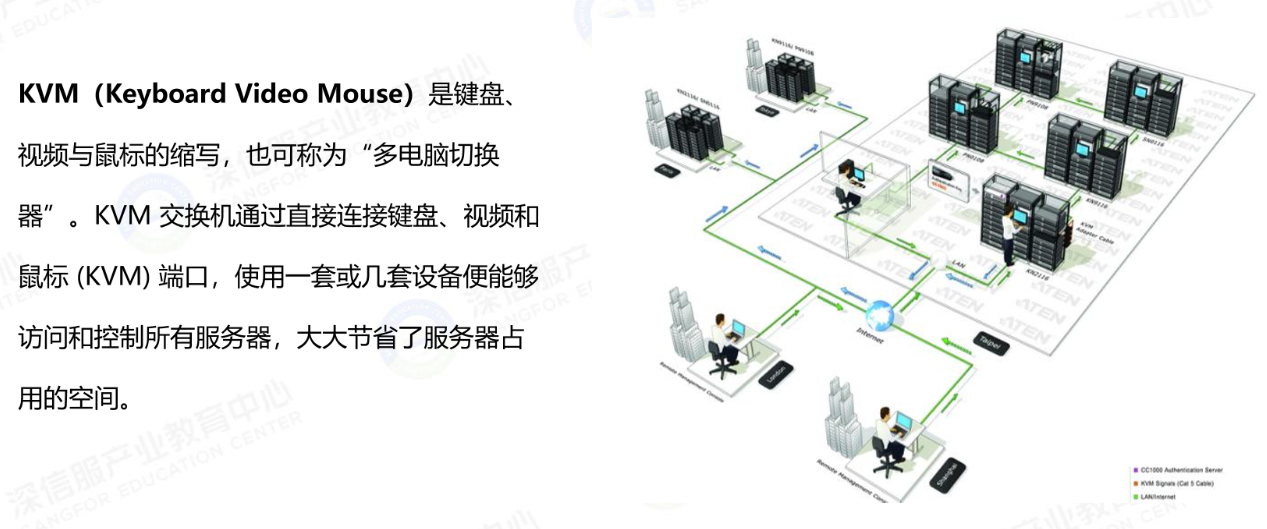 KVM（Keyboard Video Mouse）是键盘、
视频与鼠标的缩写，也可称为“多电脑切换
器”。KVM 交换机通过直接连接键盘、视频和
鼠标 (KVM) 端口，使用一套或几套设备便能够
访问和控制所有服务器，大大节省了服务器占
用的空间。
KN9116/ PN9108
LAN
KN2116/ SN0116
Paris
LAN
PN9108
SN0116
PN0108
KN9116
KVM
Adapter Cable
KN2116
LAN
Internet
Taipei
London
Remote Management Console
Shanghai
Remote Management Conso
CC1000 Authentication Server
KVM Signals (Cat 5 Cable)
LAN/Internet
ATEN
深信服产业教育中心
SANGFOR EDUCATION CENTER